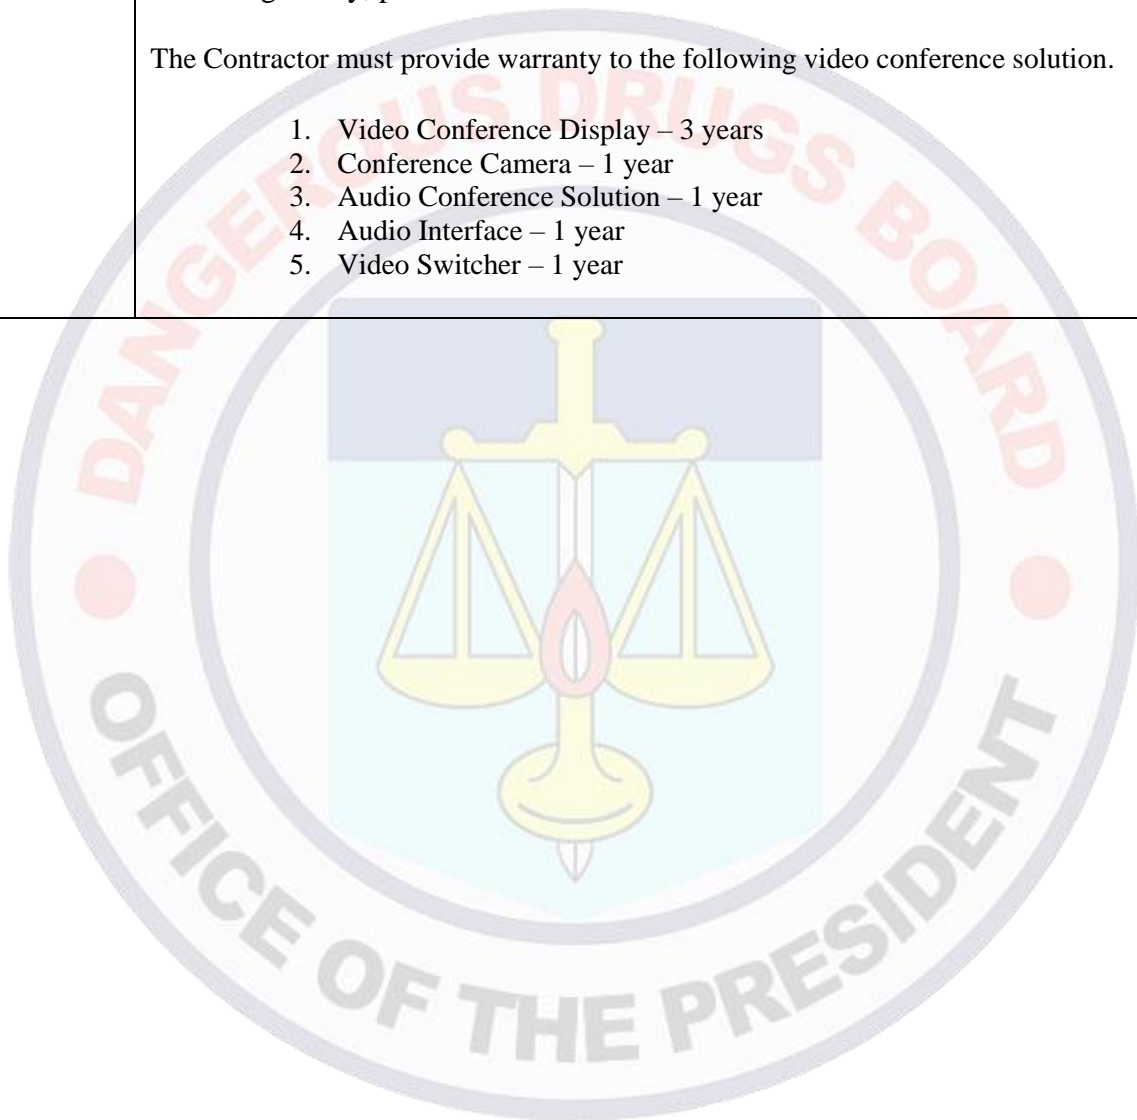 The Contractor must provide warranty to the following video conference solution.
1. Video Conference Display – 3 years
2. Conference Camera – 1 year
3. Audio Conference Solution – 1 year
4. Audio Interface – 1 year
5. Video Switcher – 1 year
DANGEROUS DRUGS BOARD
OFFICE OF THE PRESIDENT